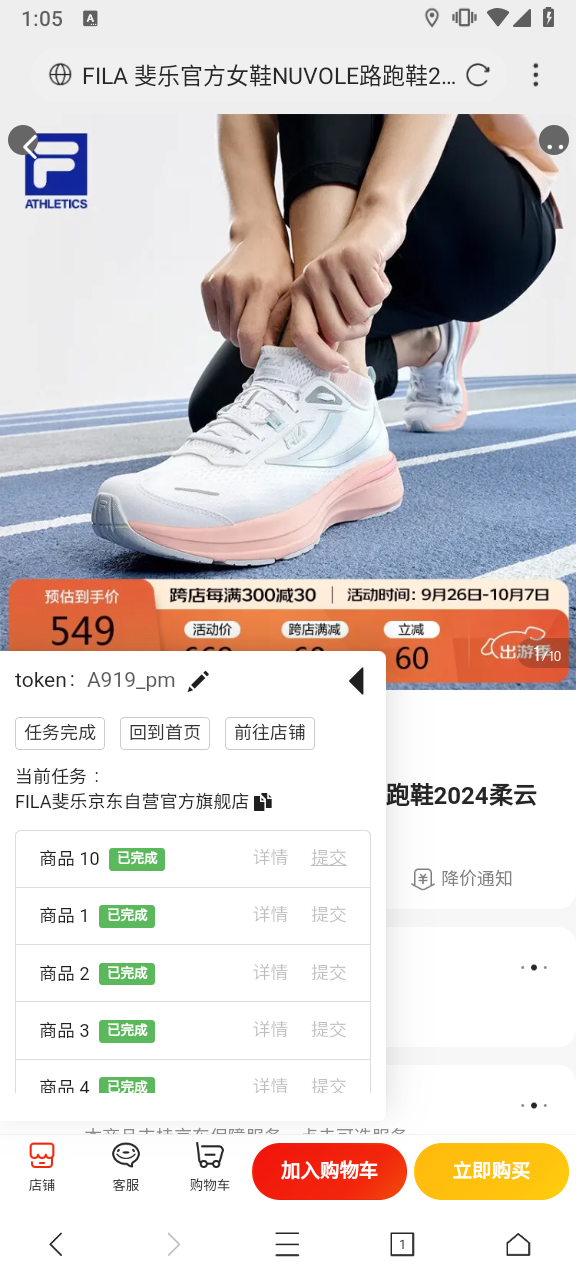 1:05
A
FILA 斐乐官方女鞋NUVOLE路跑鞋2...
F
ATHLETICS
FILA
预估到手价
跨店每满300减30 | 活动时间: 9月26日-10月7日
549
活动价
跨店满减
立减
60
出游季
1/10
token: A919_pm
任务完成
回到首页
前往店铺
当前任务：
FILA斐乐京东自营官方旗舰店
跑鞋2024柔云
商品 10 已完成 详情 提交
降价通知
商品 1 已完成 详情 提交
商品 2 已完成 详情 提交
商品 3 已完成 详情 提交
商品 4 已完成 详情 提交
店铺
客服
购物车
加入购物车
立即购买
1